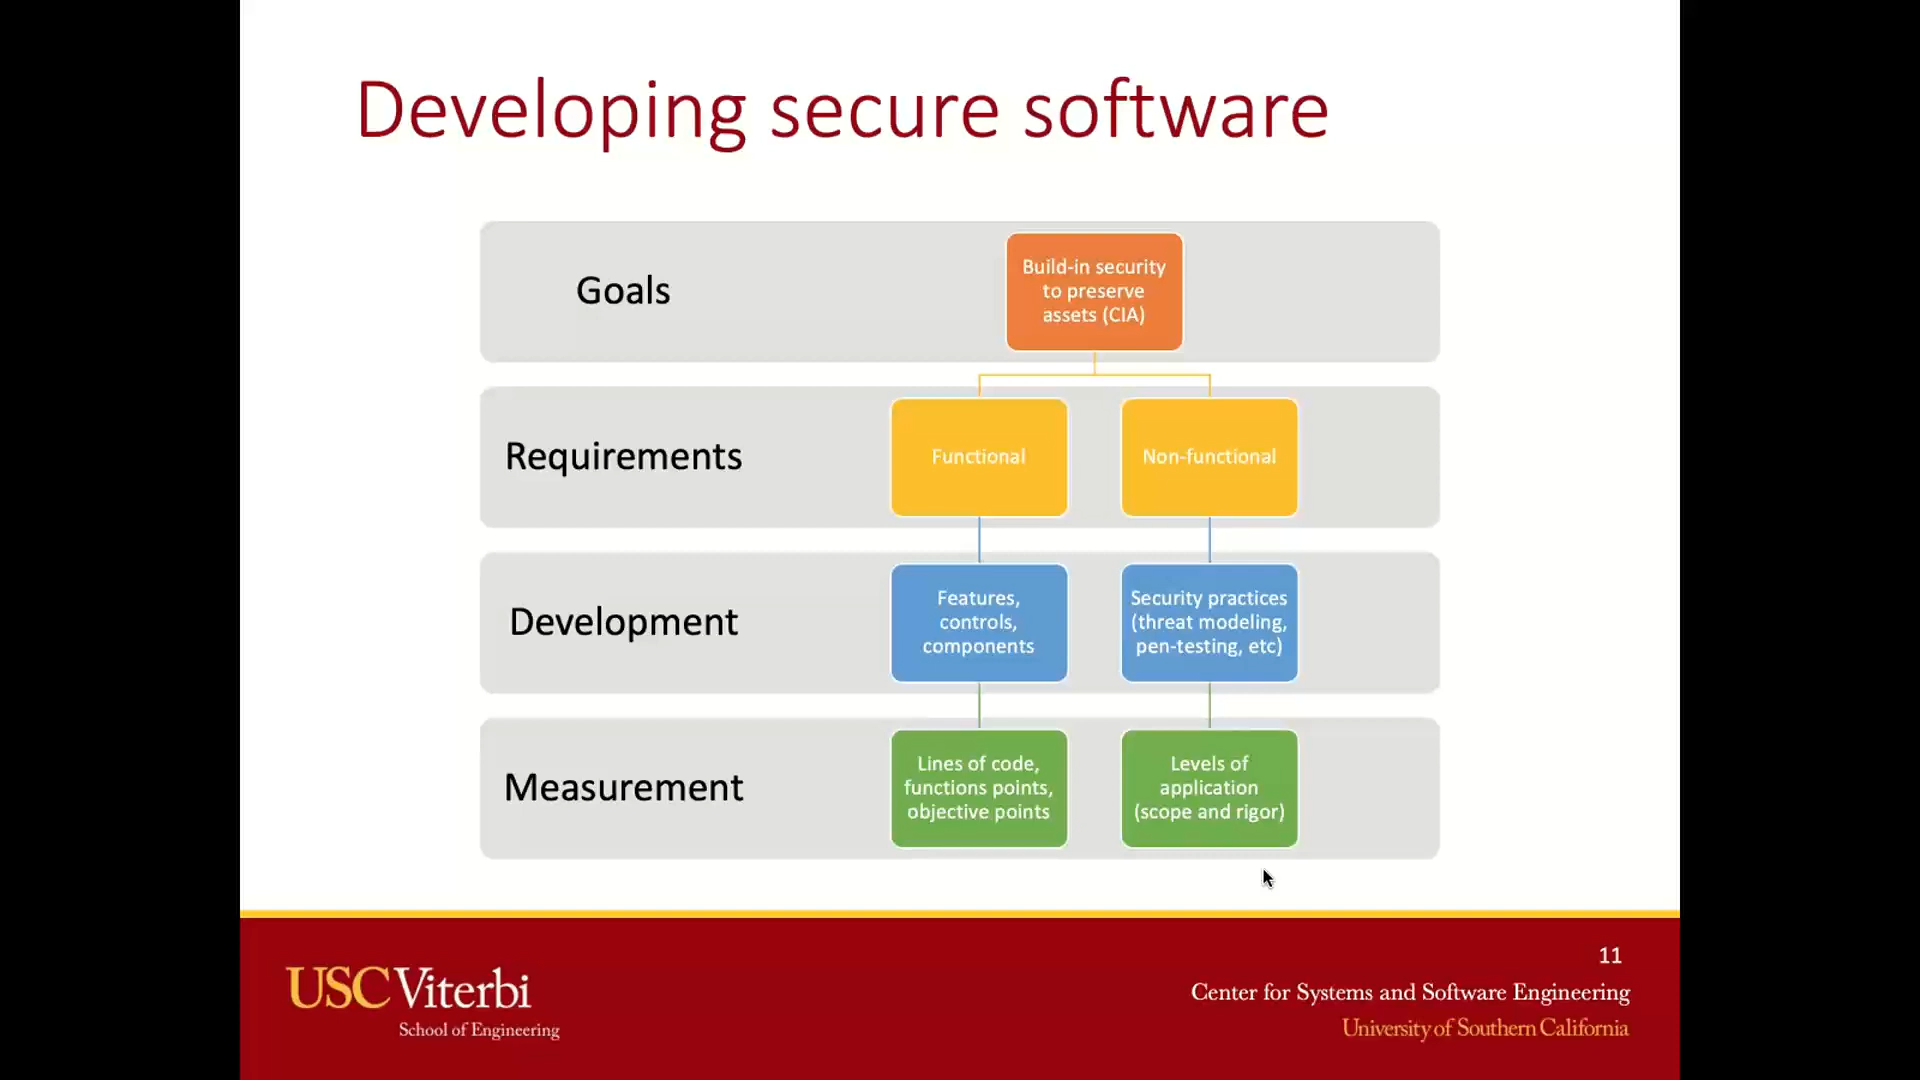 Developing secure software
Goals
Build-in security
to preserve
assets (CIA)
Requirements
Functional
Non-functional
Development
Features,
controls,
components
Security practices
(threat modeling,
pen-testing, etc)
Measurement
Lines of code,
functions points,
objective points
Levels of
application
(scope and rigor)
11
USC Viterbi
School of Engineering
Center for Systems and Software Engineering
University of Southern California